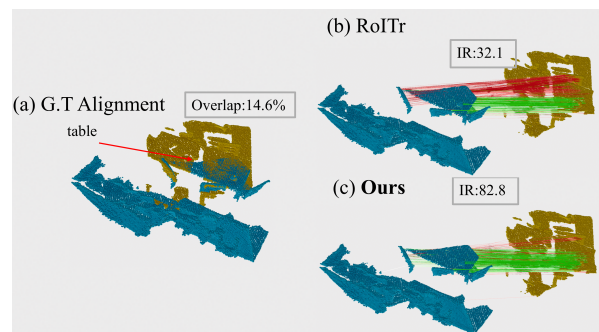 (a) G.T Alignment
Overlap:14.6%
table
(b) RoITr
IR:32.1
(c) Ours
IR:82.8